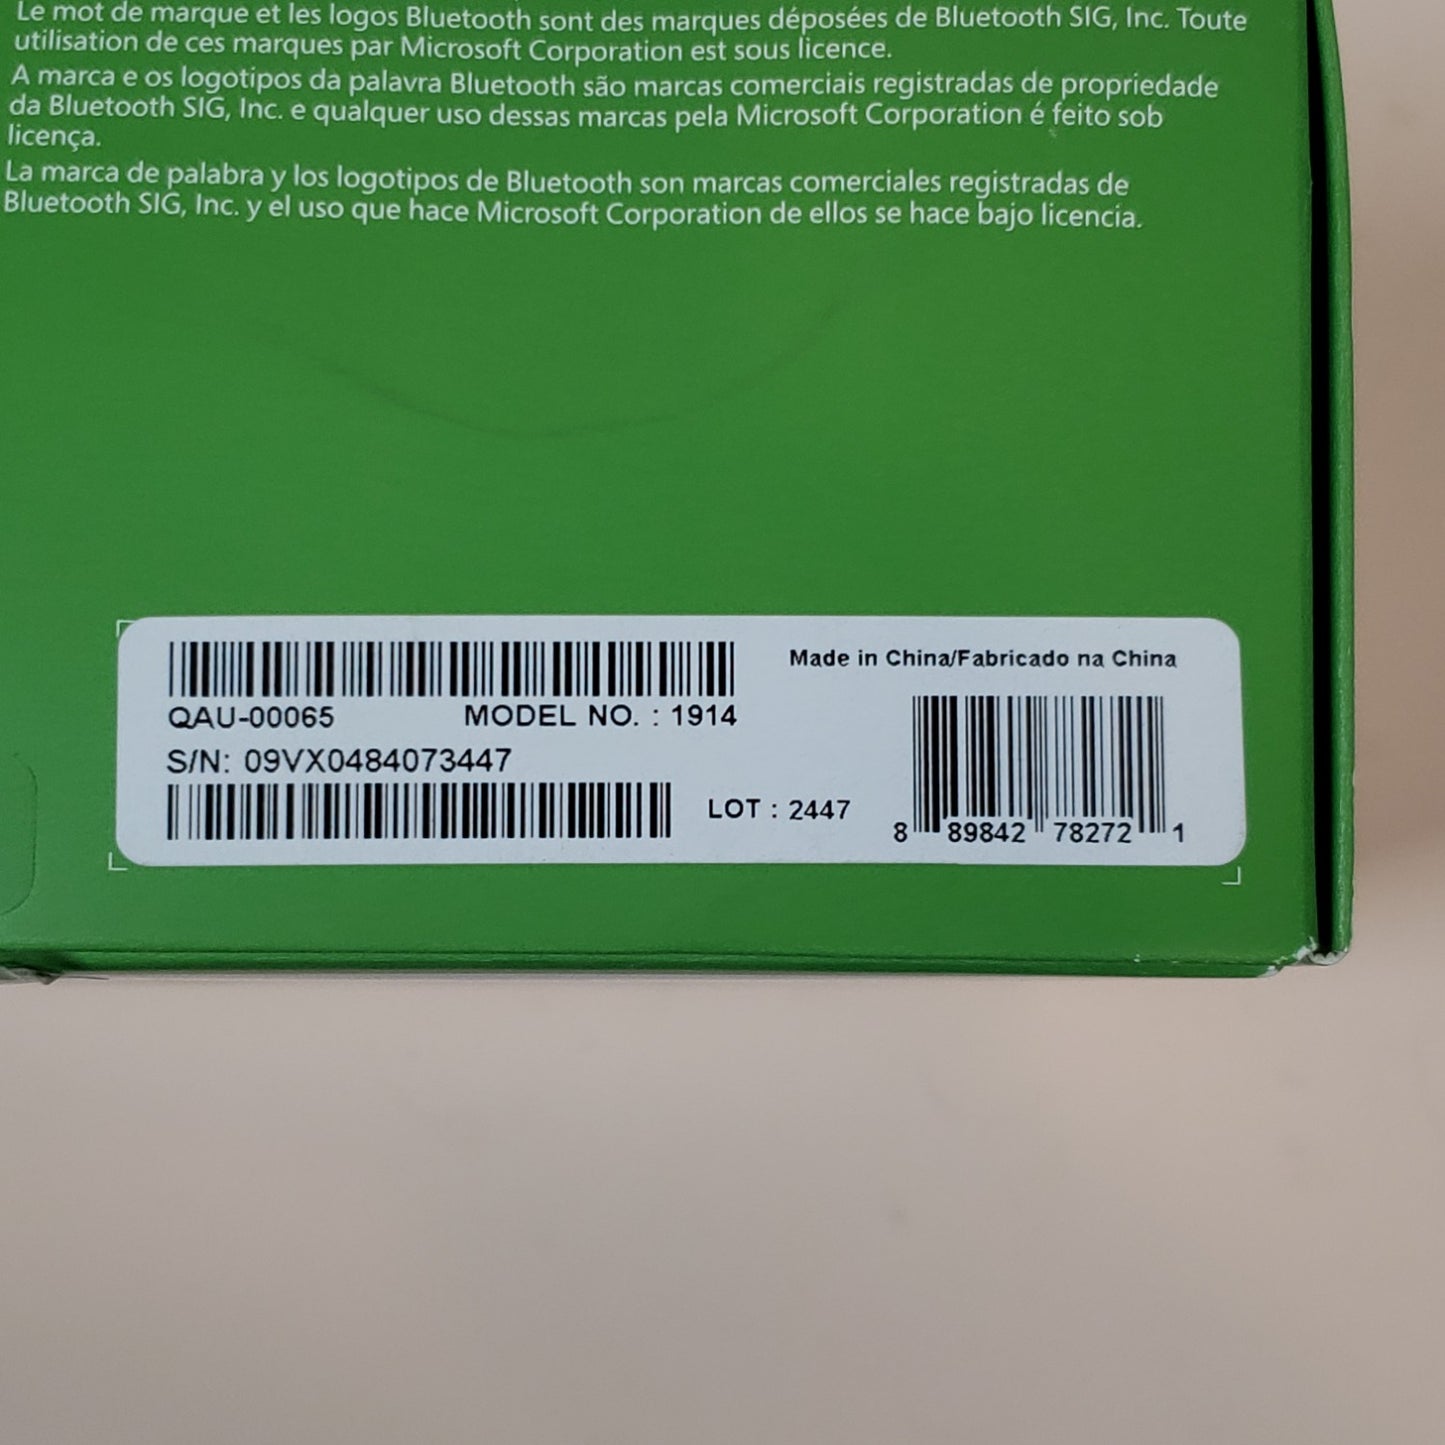 Le mot de marque et les logos Bluetooth sont des marques déposées de Bluetooth SIG, Inc. Toute
utilisation de ces marques par Microsoft Corporation est sous licence.
A marca e os logotipos da palavra Bluetooth são marcas comerciais registradas de propriedade
da Bluetooth SIG, Inc. e qualquer uso dessas marcas pela Microsoft Corporation é feito sob
licença.
La marca de palabra y los logotipos de Bluetooth son marcas comerciales registradas de
Bluetooth SIG, Inc. y el uso que hace Microsoft Corporation de ellos se hace bajo licencia.
Made in China/Fabricado na China
QAU-00065 MODEL NO. : 1914
S/N: 09VX0484073447
LOT : 2447
8 89842 78272 1